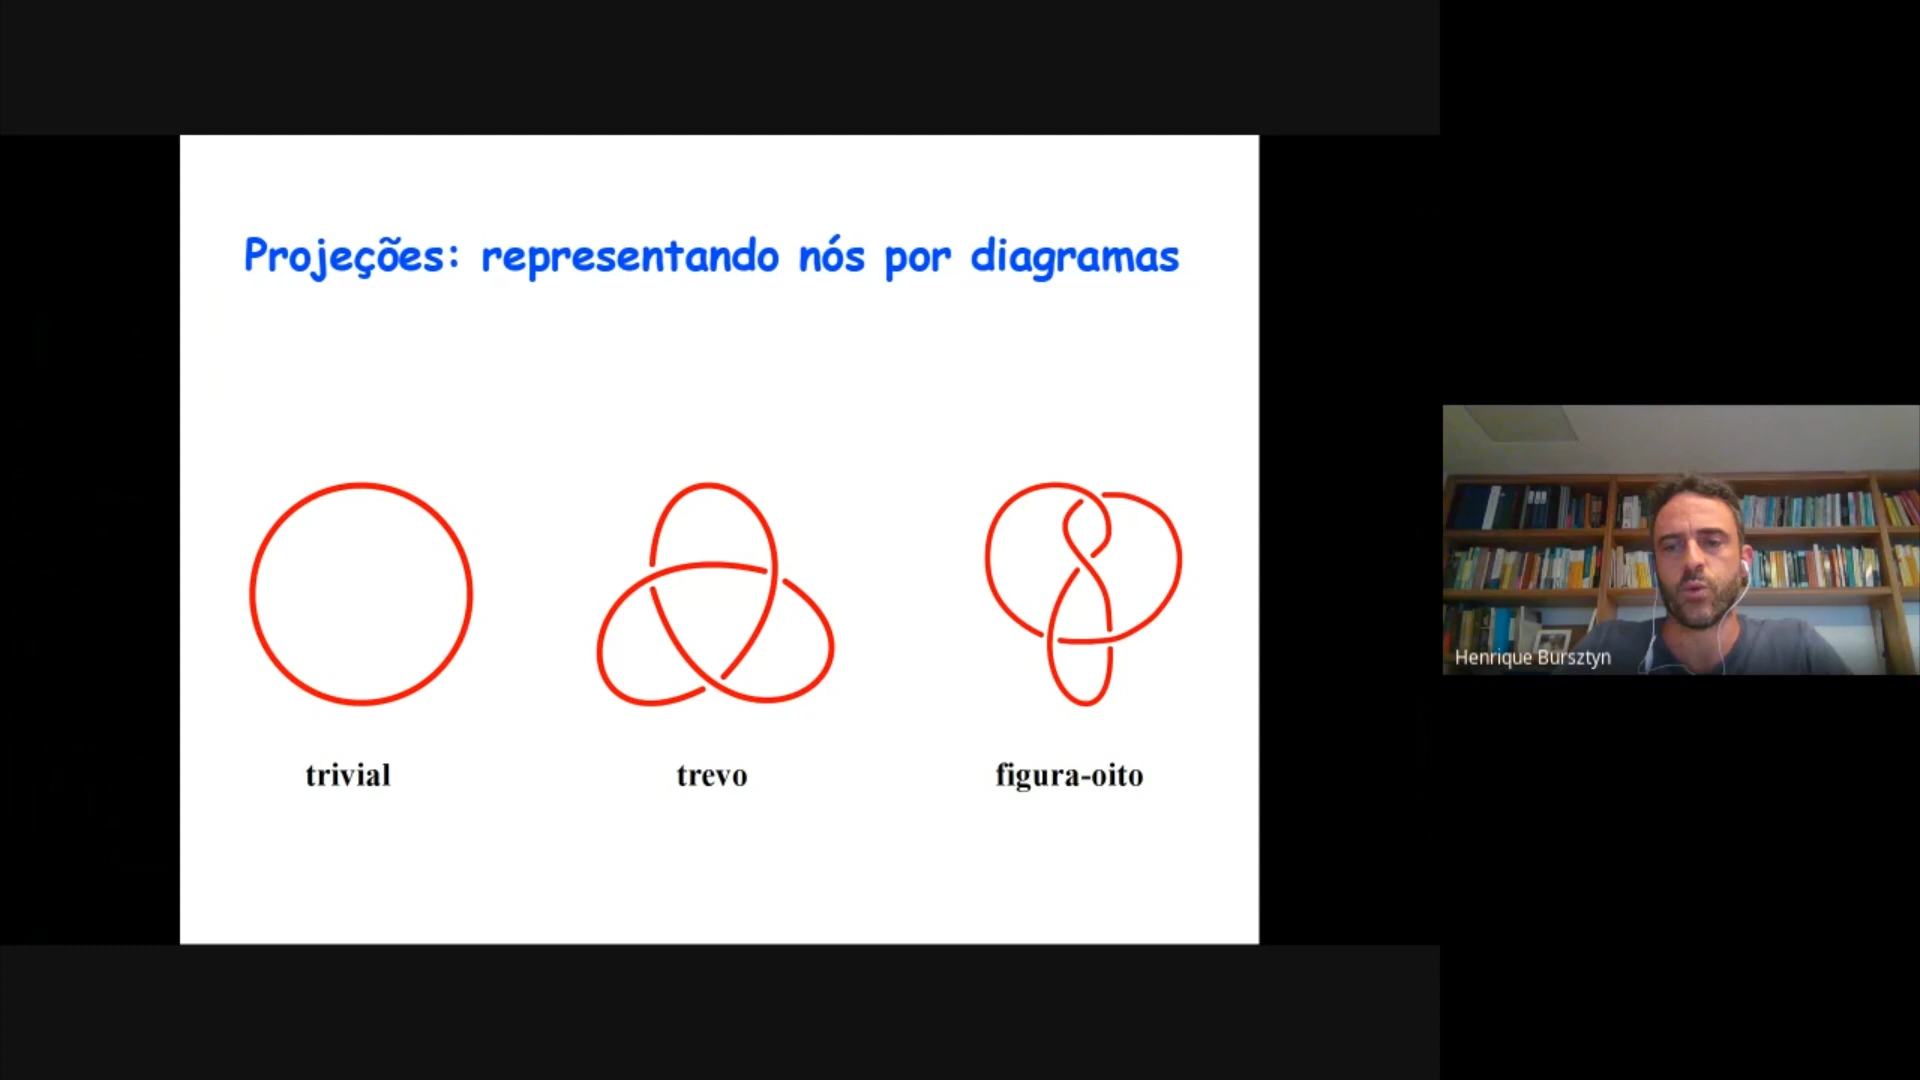 Projeções: representando nós por diagramas
trivial
trevo
figura-oito
Henrique Bursztyn